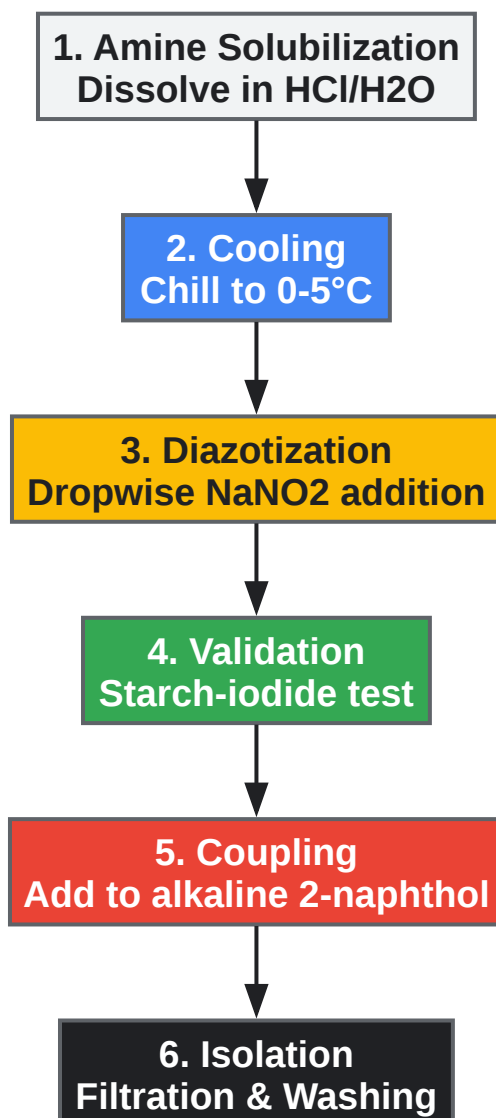 1. Amine Solubilization
Dissolve in HCl/H2O
2. Cooling
Chill to 0-5°C
3. Diazotization
Dropwise NaNO2 addition
4. Validation
Starch-iodide test
5. Coupling
Add to alkaline 2-naphthol
6. Isolation
Filtration & Washing